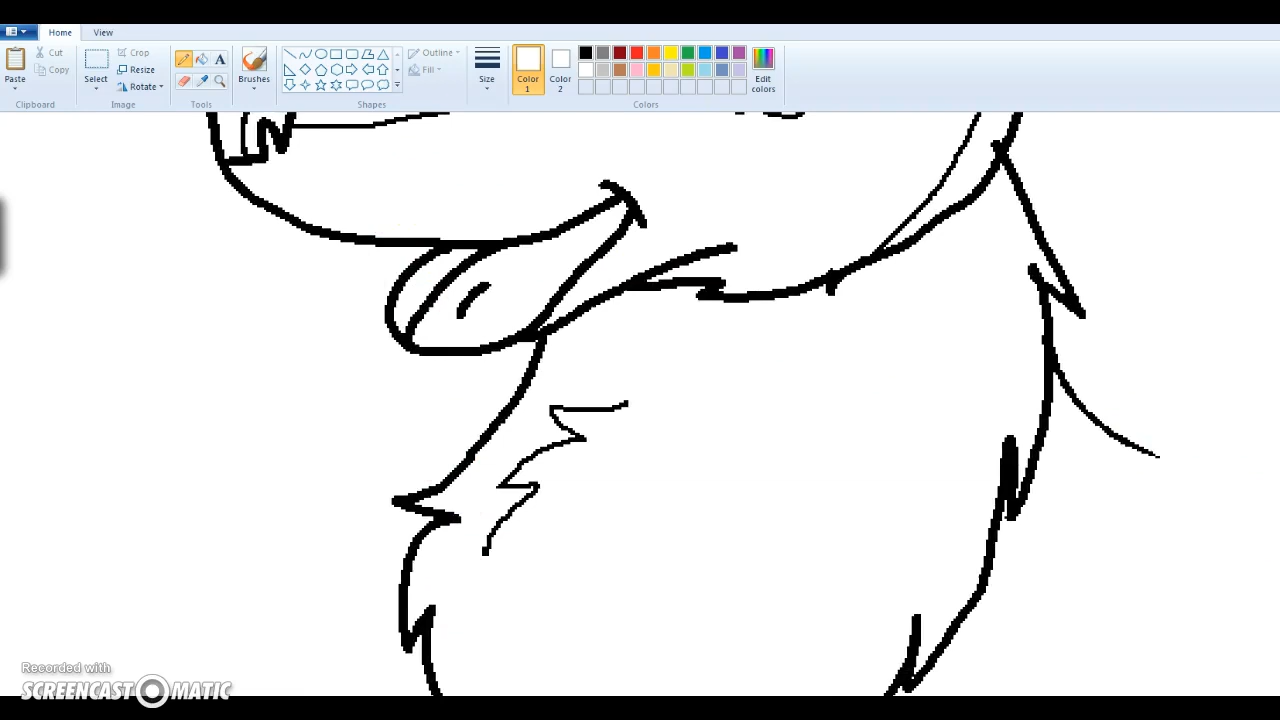 Home View
Paste
Cut
Copy
Clipboard
Select
Crop
Resize
Rotate
Image
A
Tools
Brushes
Outline
Fill
Shapes
Size
Color
1
Color
2
Edit
colors
Colors
Recorded with
SCREENCAST-O-MATIC